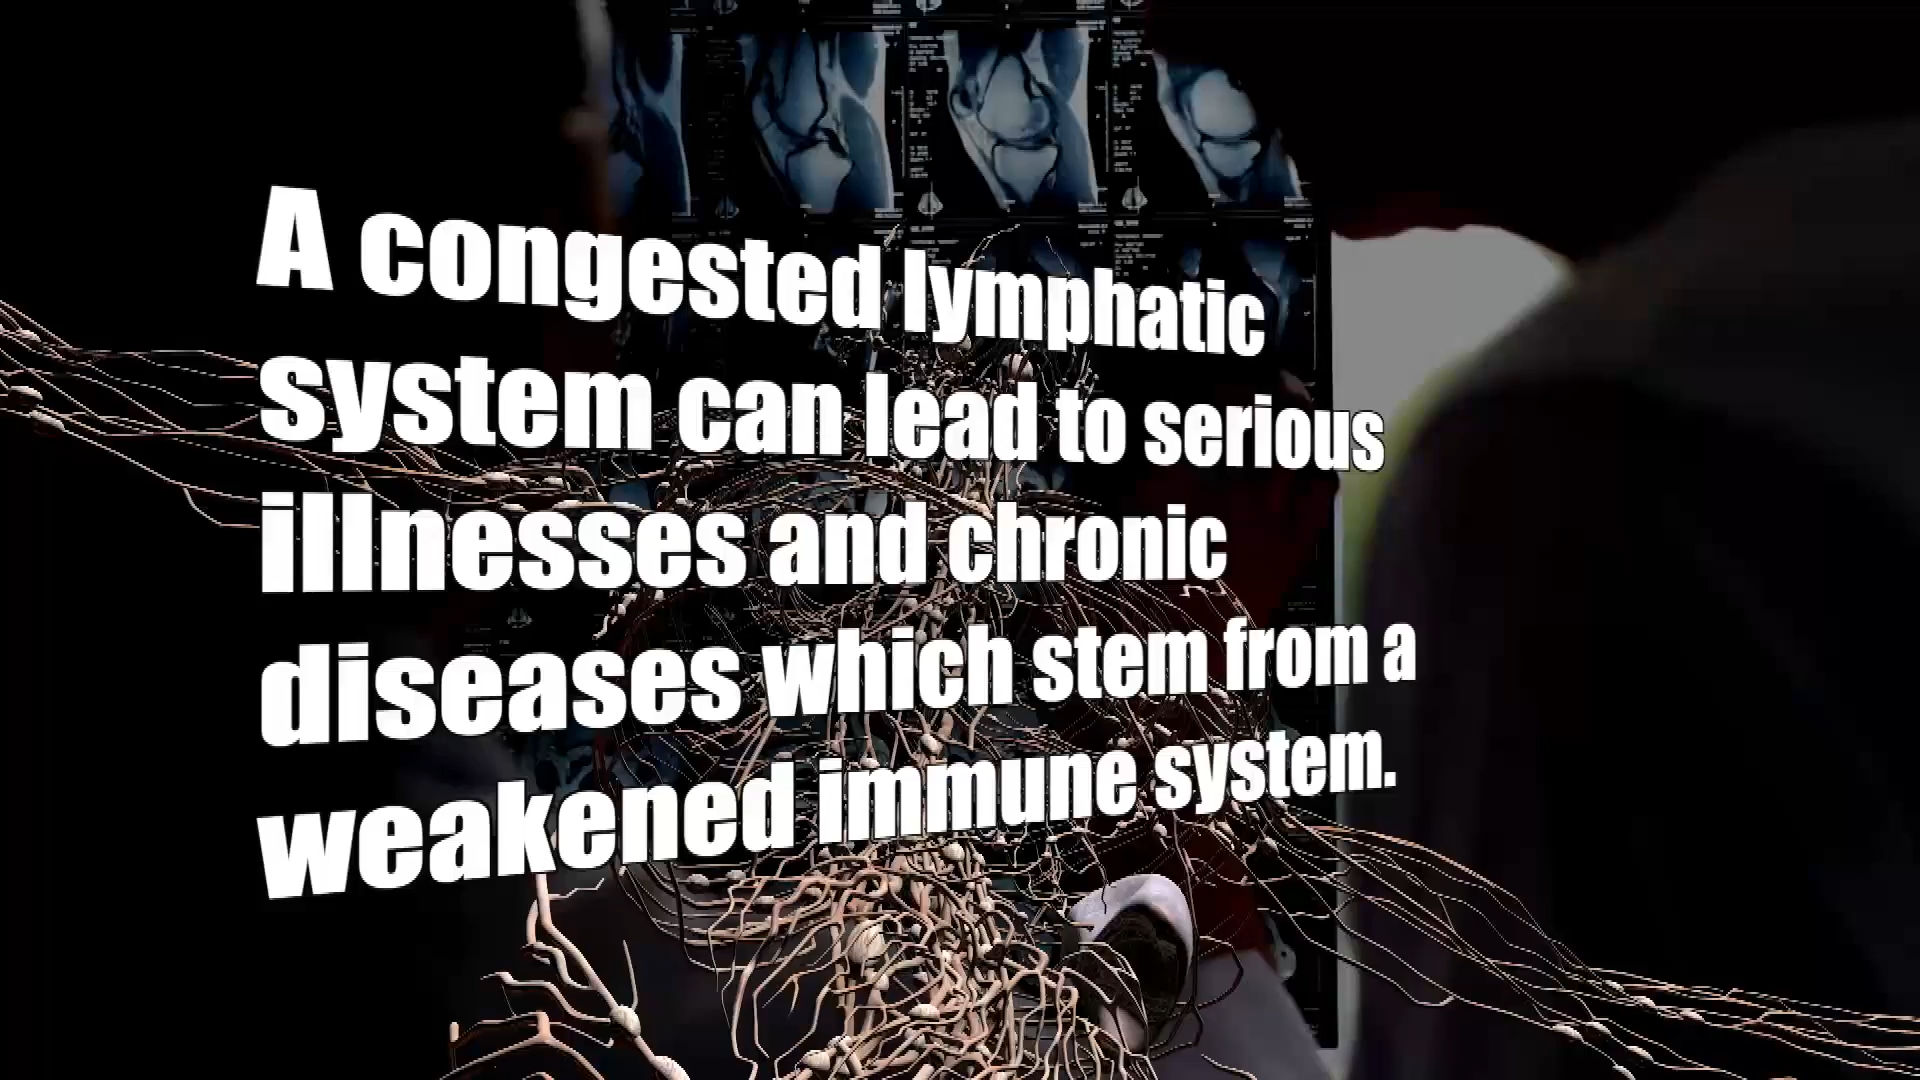 A congested lymphatic
system can lead to serious
illnesses and chronic
diseases which stem from a
weakened immune system.